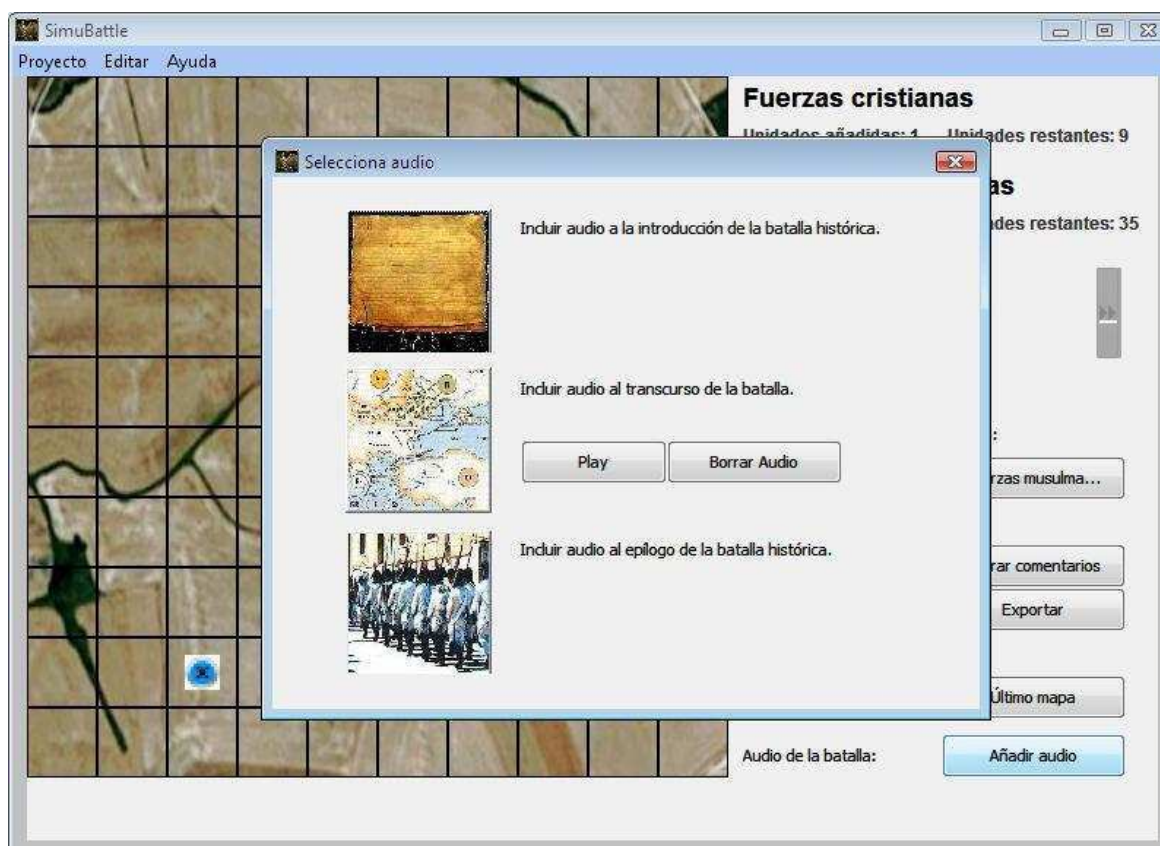 SimuBattle
Proyecto Editar Ayuda
Fuerzas cristianas
Unidades añadidas: 1 Unidades restantes: 9
Selecciona audio
as
des restantes: 35
Incluir audio a la introducción de la batalla histórica.
Incluir audio al transcurso de la batalla.
Play Borrar Audio
rzas musulma...
Incluir audio al epílogo de la batalla histórica.
rar comentarios
Exportar
Último mapa
Audio de la batalla: Añadir audio